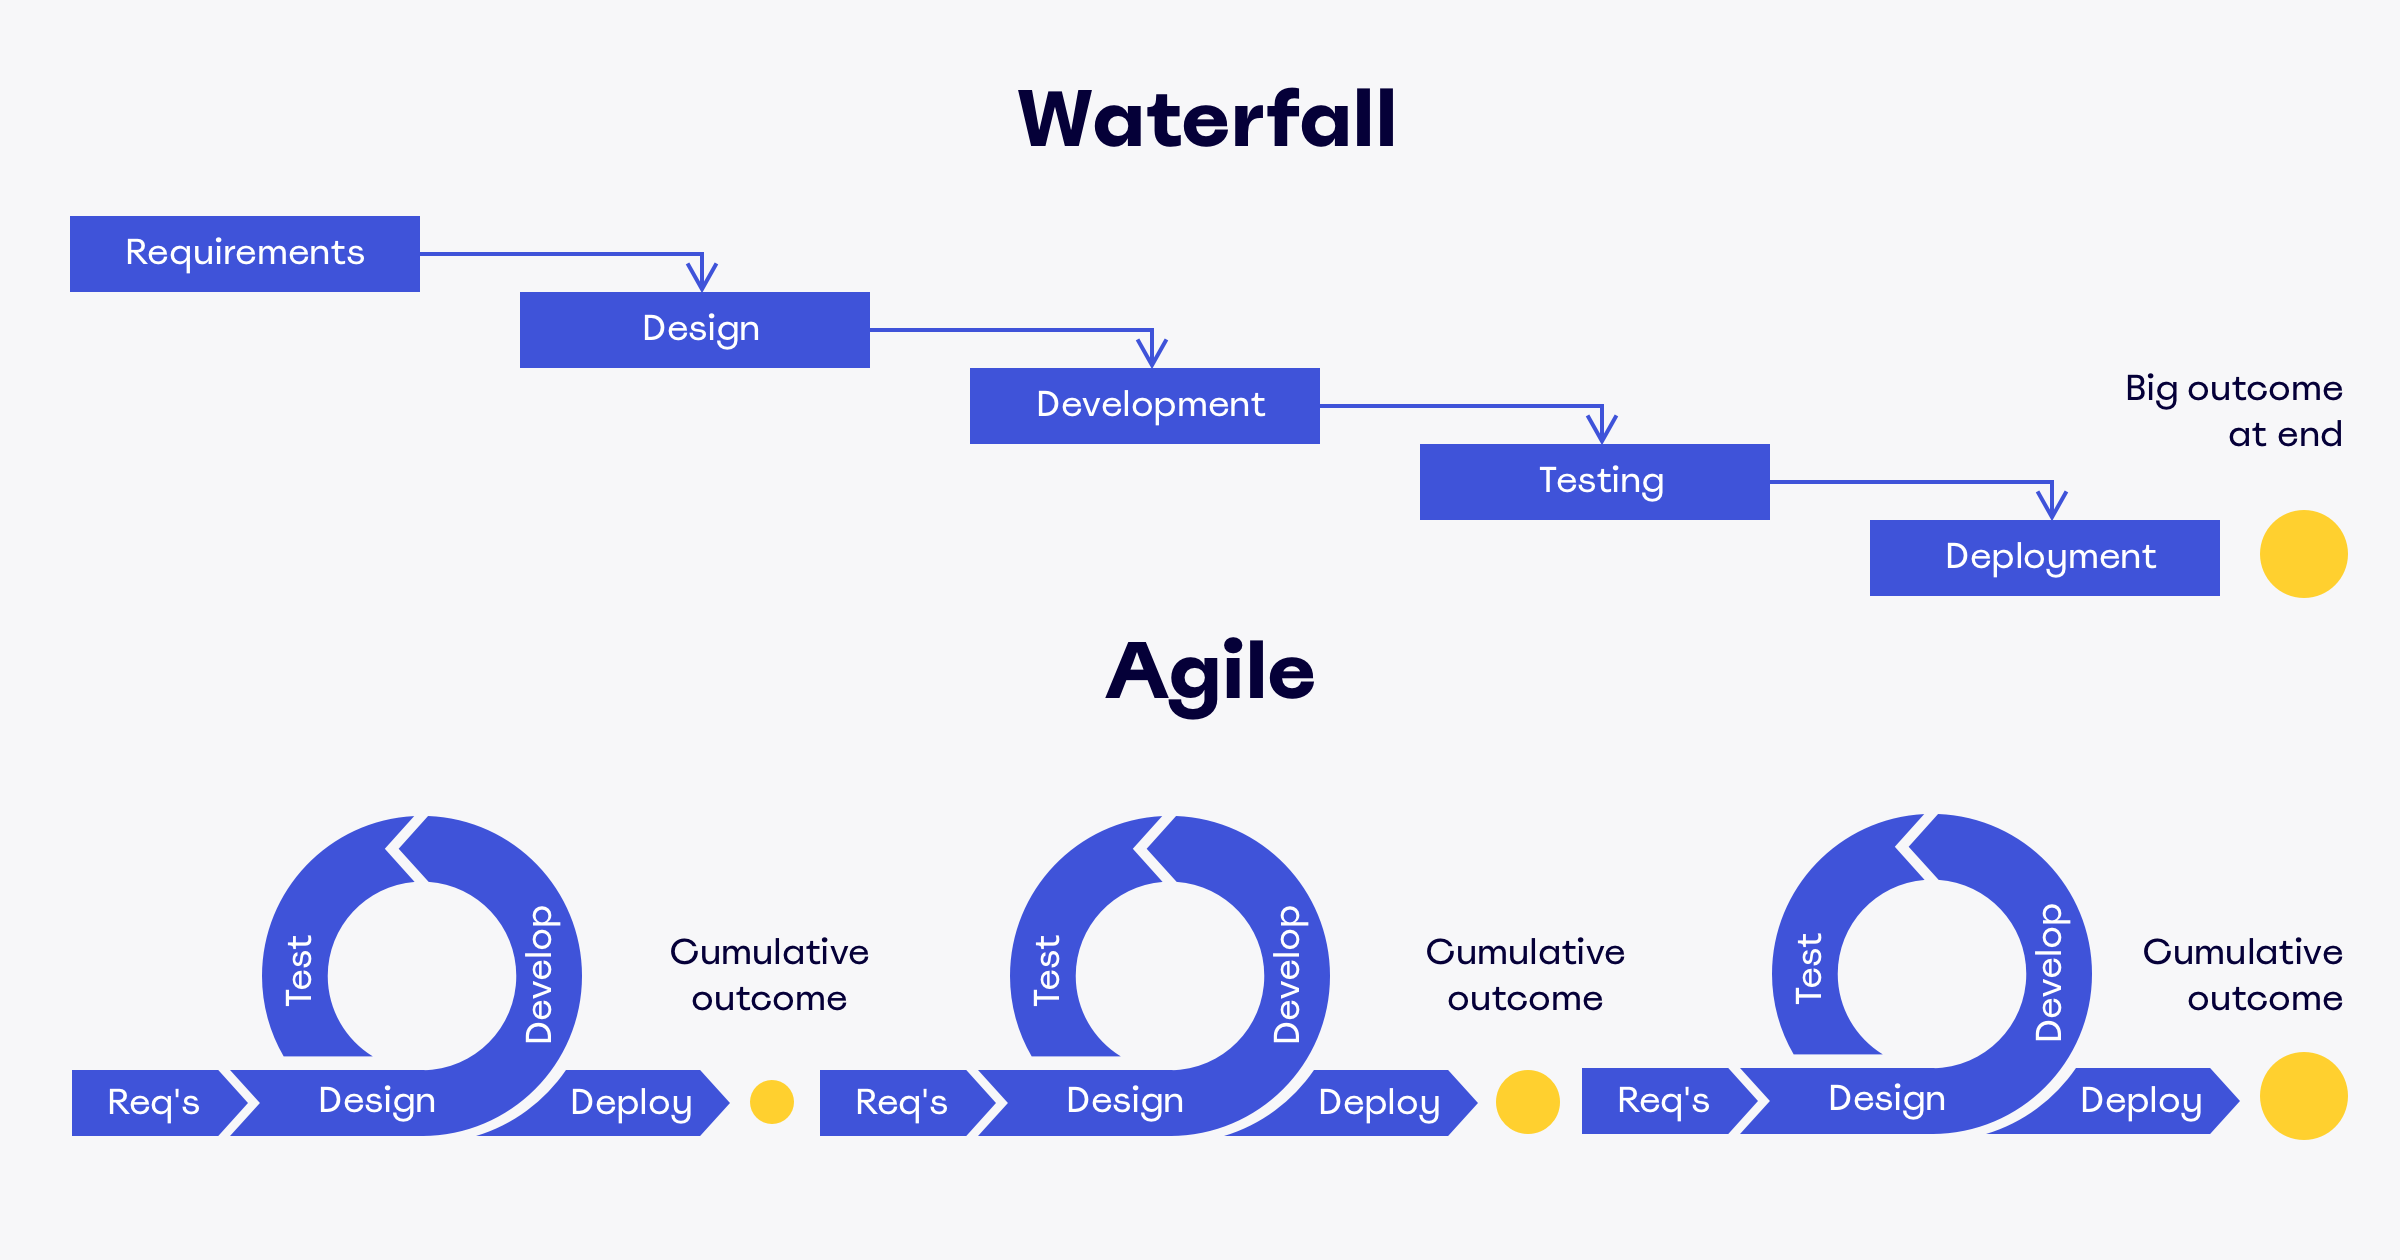 Waterfall
Requirements
Design
Development
Testing
Deployment
Big outcome
at end
Agile
Req's
Design
Develop
Test
Deploy
Cumulative
outcome
Req's
Design
Develop
Test
Deploy
Cumulative
outcome
Req's
Design
Develop
Test
Deploy
Cumulative
outcome